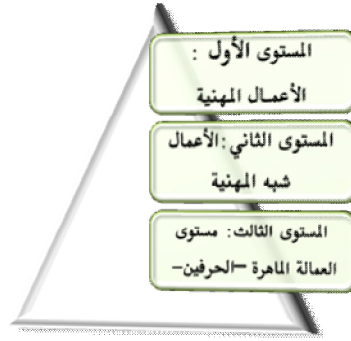 المستوى الأول :
الأعمال المهنية
المستوى الثاني :الأعمال
شبه المهنية
المستوى الثالث: مستوى
العمالة الماهرة –الحرفين–